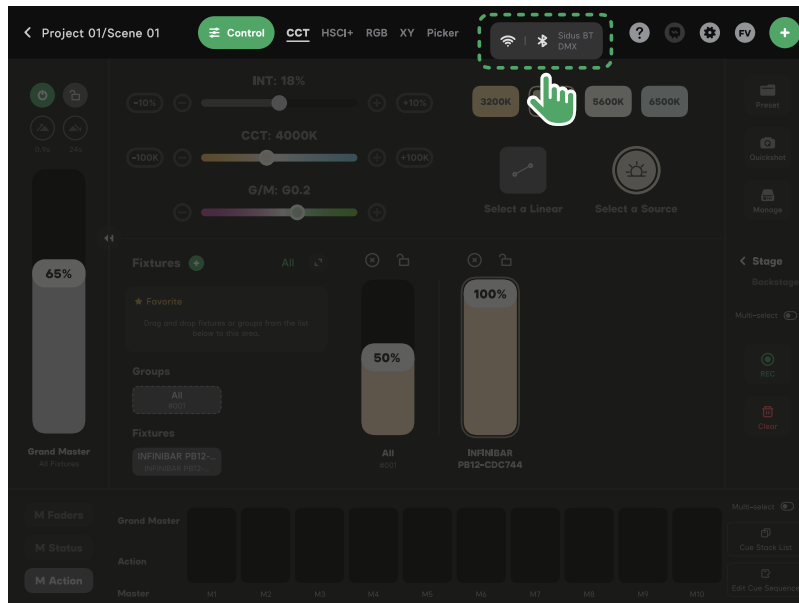 Project 01/Scene 01
Control
CCT HSCI+ RGB XY Picker
Sidus BT
DMX
?
FV
INT: 18%
-10%
+10%
3200K
5600K
6500K
CCT: 4000K
-100K
+100K
G/M: G0.2
Select a Linear
Select a Source
0.9s
24s
65%
Grand Master
All Fixtures
Fixtures
All
Favorite
Drag and drop fixtures or groups from the list
below to this area.
Groups
All
#001
Fixtures
INFINIBAR PB12-...
INFINIBAR PB12-...
50%
All
#001
100%
INFINIBAR
PB12-CDC744
Preset
Quickshot
Manage
Stage
Backstage
Multi-select
REC
Clear
M Faders
M Status
M Action
Grand Master
Action
Master
M1
M2
M3
M4
M5
M6
M7
M8
M9
M10
Multi-select
Cue Stack List
Edit Cue Sequence